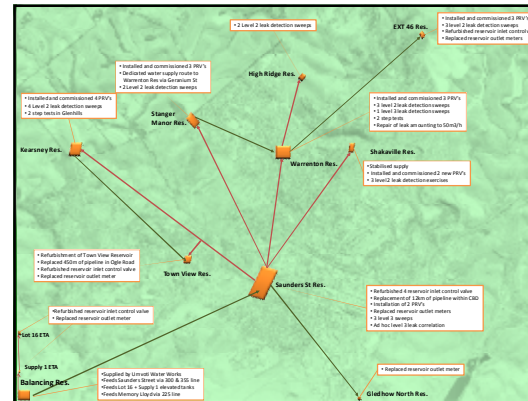 • 2 Level 2 leak detection sweeps
EXT 46 Res.
• Installed and commissioned 3 PRV's
• 3 level 2 leak detection sweeps
• Refurbished reservoir inlet control v
• Replaced reservoir outlet meters
• Installed and commissioned 3 PRV's
• Dedicated water supply route to
Warrenton Res via Geranium St
• 2 Level 2 leak detection sweeps
High Ridge Res.
• Installed and commissioned 4 PRV's
• 4 Level 2 leak detection sweeps
• 2 step tests in Glenhills
Stanger
Manor Res.
• Installed and commissioned 3 PRV's
• 3 level 2 leak detection sweeps
• 1 level 3 leak detection sweeps
• 2 step tests
• Repair of leak amounting to 50m3/h
Kearsney Res.
Warrenton Res.
Shakaville Res.
• Stabilised supply
• Installed and commissioned 2 new PRV's
• 3 level 2 leak detection exercises
• Refurbishment of Town View Reservoir
• Replaced 450m of pipeline in Ogle Road
• Refurbished reservoir inlet control valve
• Replaced reservoir outlet meter
Town View Res.
Saunders St Res.
• Refurbished 4 reservoir inlet control valve
• Replacement of 12km of pipeline within CBD
• Installation of 2 PRV's
• Replaced reservoir outlet meters
• 3 level 3 sweeps
• Ad hoc level 3 leak correlation
• Refurbished reservoir inlet control valve
• Replaced reservoir outlet meter
Lot 16 ETA
Supply 1 ETA
Balancing Res.
• Supplied by Umvoti Water Works
• Feeds Saunders Street via 300 & 355 line
• Feeds Lot 16 + Supply 1 elevated tanks
• Feeds Memory Lloyd via 225 line
• Replaced reservoir outlet meter
Gledhow North Res.